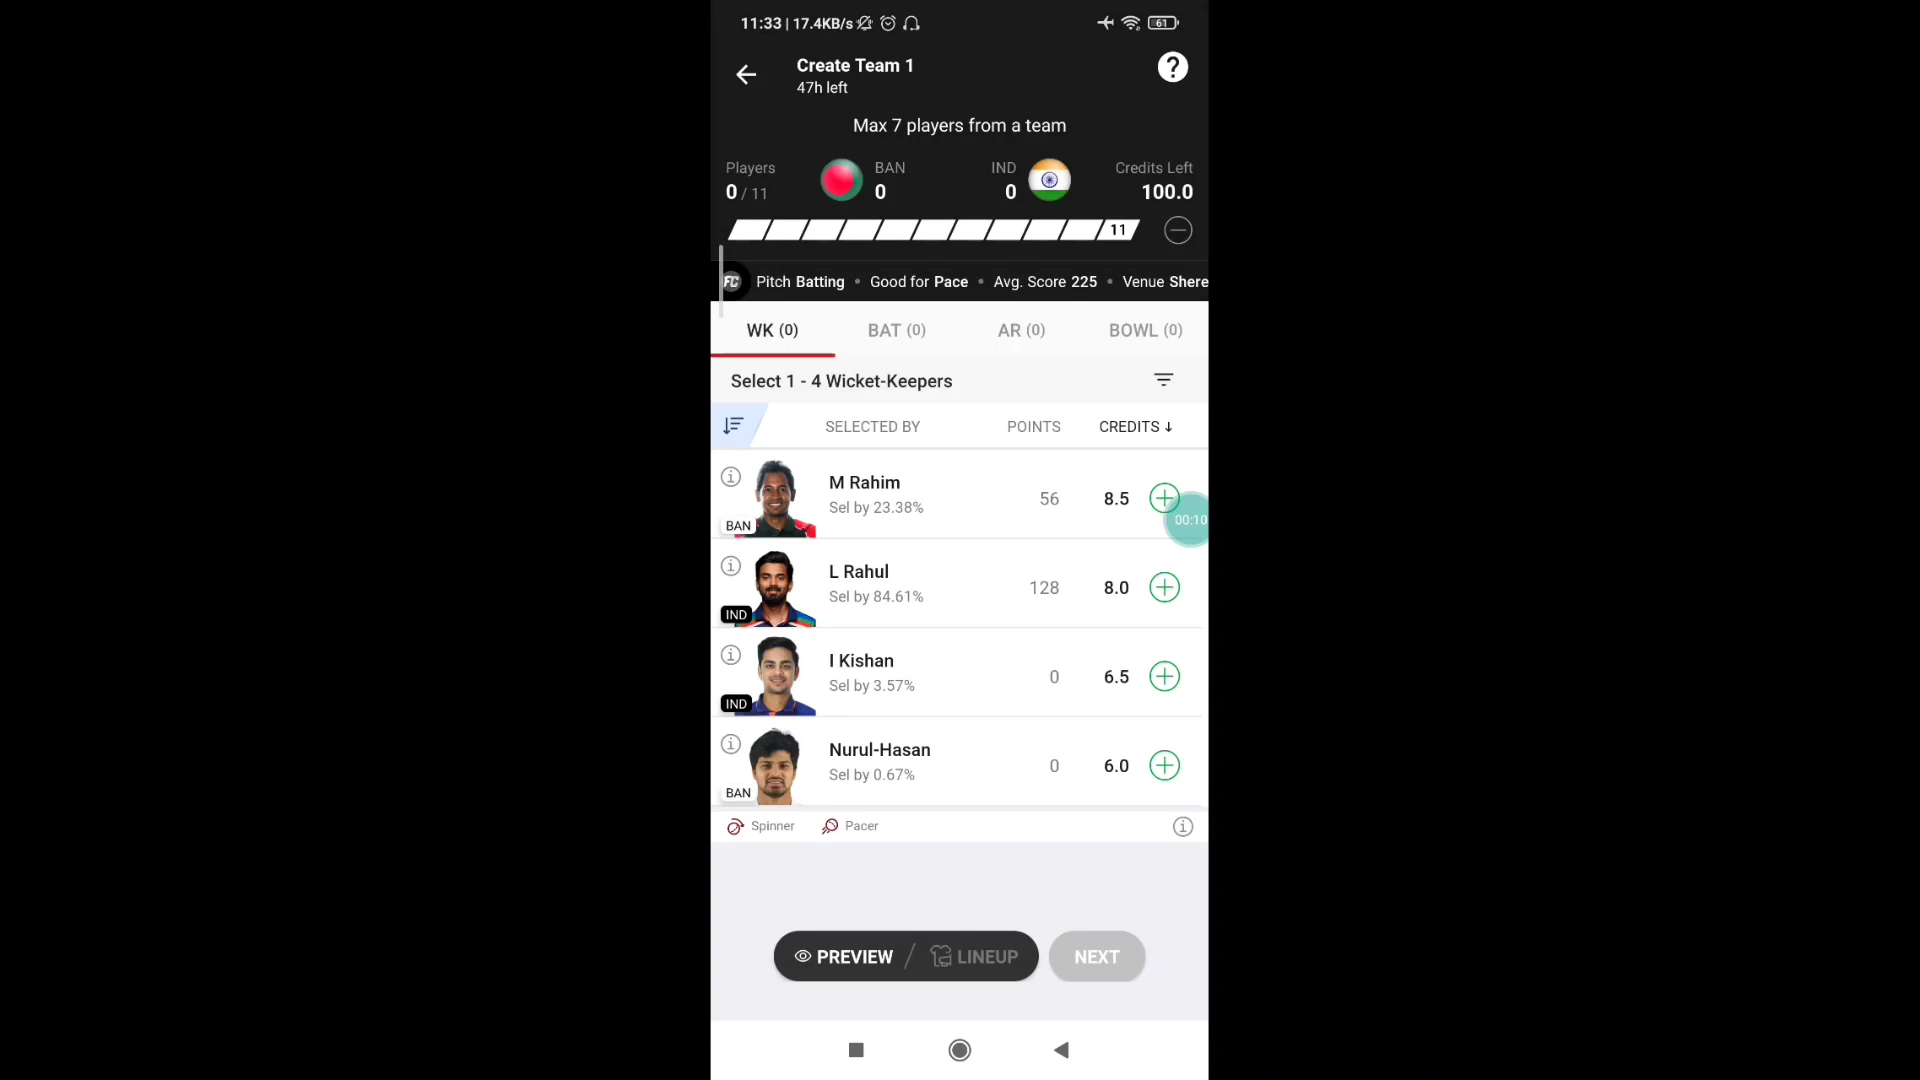 11:33 | 17.4KB/s 61
Create Team 1
47h left
?
Max 7 players from a team
Players BAN IND Credits Left
0 / 11 0 0 100.0
11
FC Pitch Batting • Good for Pace • Avg. Score 225 • Venue Shere
WK (0) BAT (0) AR (0) BOWL (0)
Select 1 - 4 Wicket-Keepers
SELECTED BY POINTS CREDITS ↓
M Rahim
Sel by 23.38%
56 8.5
BAN
00:10
L Rahul
Sel by 84.61%
128 8.0
IND
I Kishan
Sel by 3.57%
0 6.5
IND
Nurul-Hasan
Sel by 0.67%
0 6.0
BAN
Spinner Pacer
PREVIEW / LINEUP NEXT